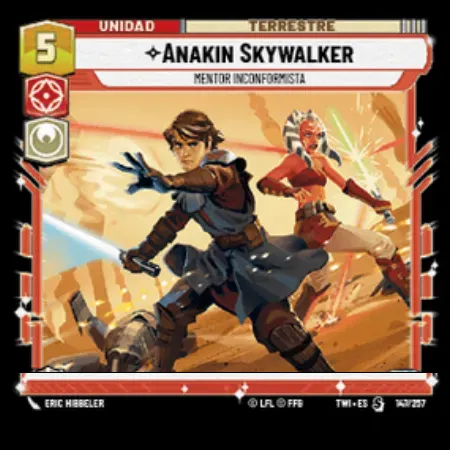 UNIDAD TERRESTRE
5
ANAKIN SKYWALKER
MENTOR INCONFORMISTA
ERIC HIBBELER © LFL © FFG TWI • ES 141/257